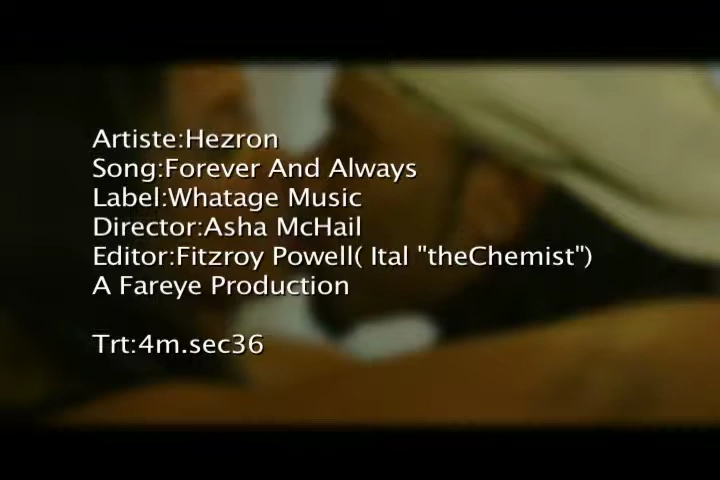 Artiste:Hezron
Song:Forever And Always
Label:Whatage Music
Director:Asha McHail
Editor:Fitzroy Powell( Ital "theChemist")
A Fareye Production
Trt:4m.sec36